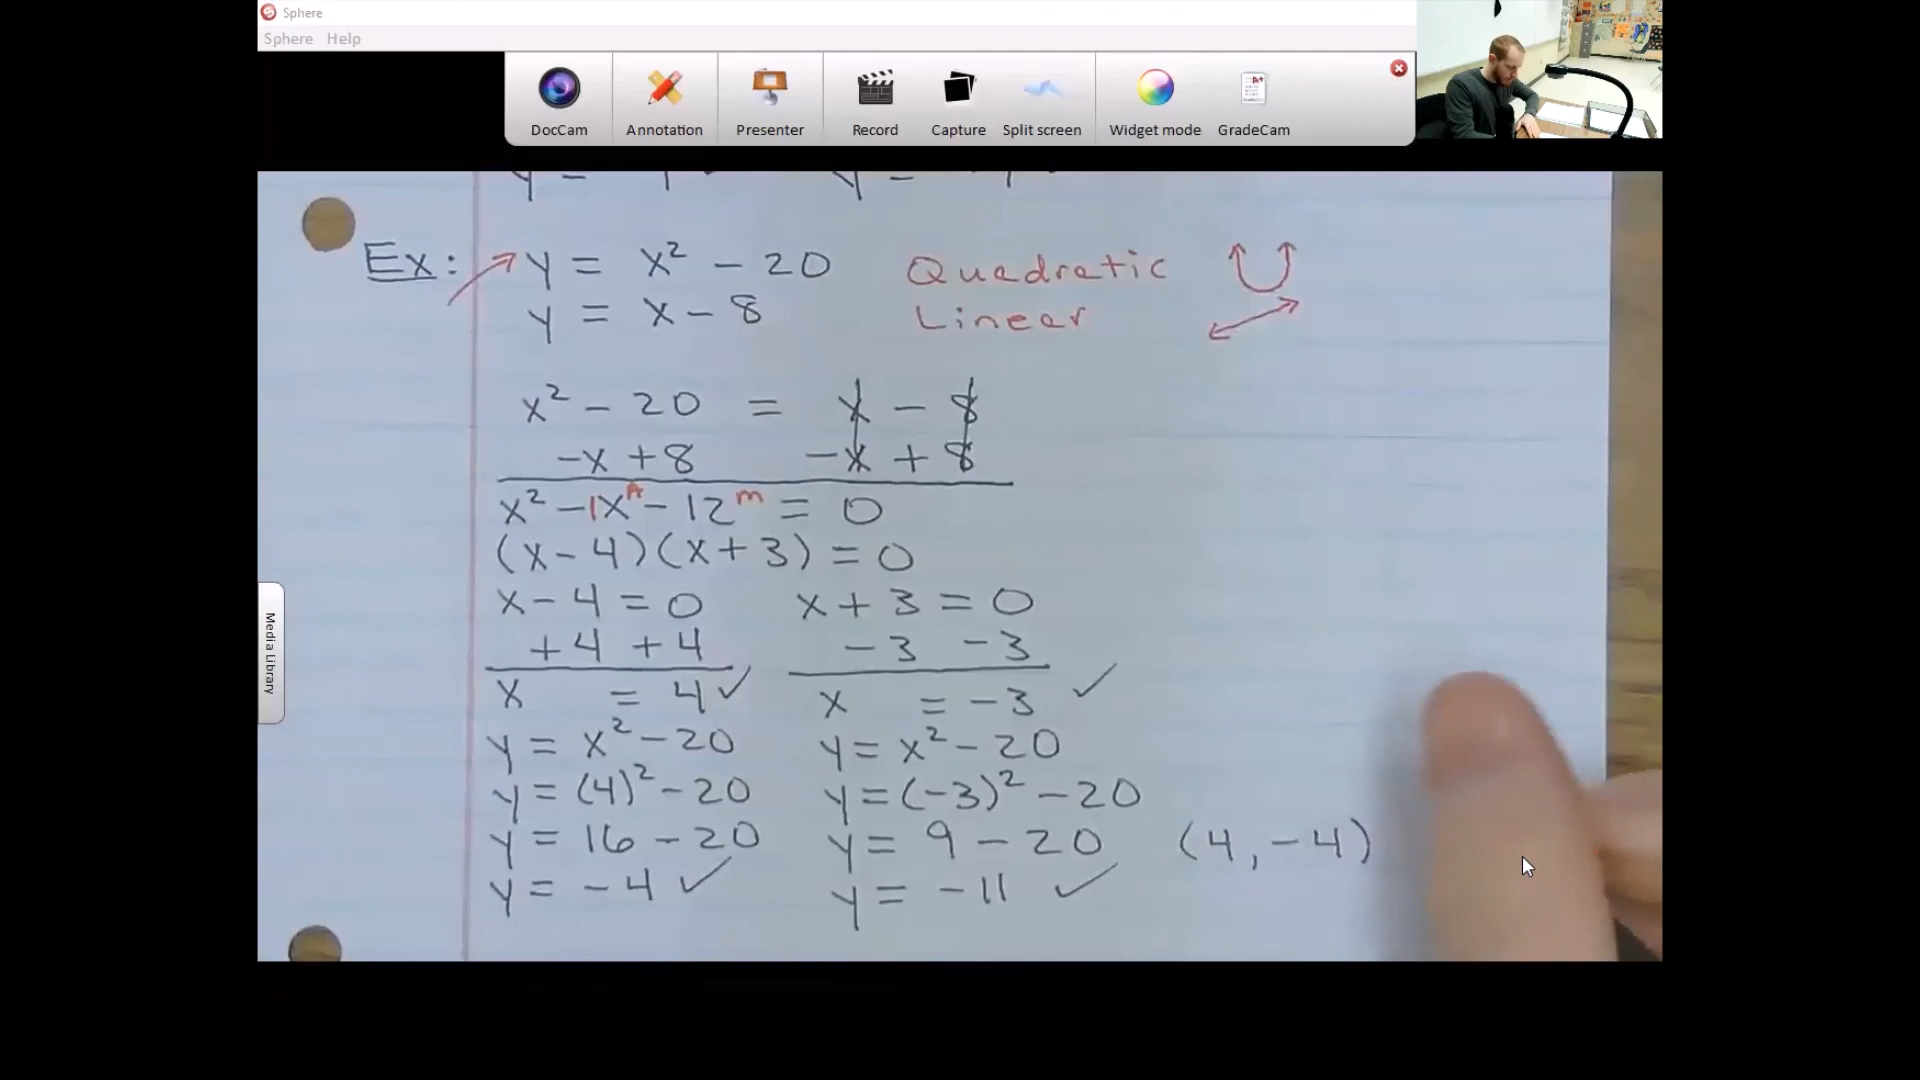 Sphere
Sphere Help
DocCam Annotation Presenter Record Capture Split screen Widget mode GradeCam
Media Library
y = y =
Ex: y = x² - 20 Quadratic
y = x - 8 Linear
x² - 20 = x - 8
-x + 8 -x + 8
x² - 1x^A - 12^m = 0
(x - 4)(x + 3) = 0
x - 4 = 0 x + 3 = 0
+4 +4 -3 -3
x = 4 ✓ x = -3 ✓
y = x² - 20 y = x² - 20
y = (4)² - 20 y = (-3)² - 20
y = 16 - 20 y = 9 - 20 (4, -4)
y = -4 ✓ y = -11 ✓